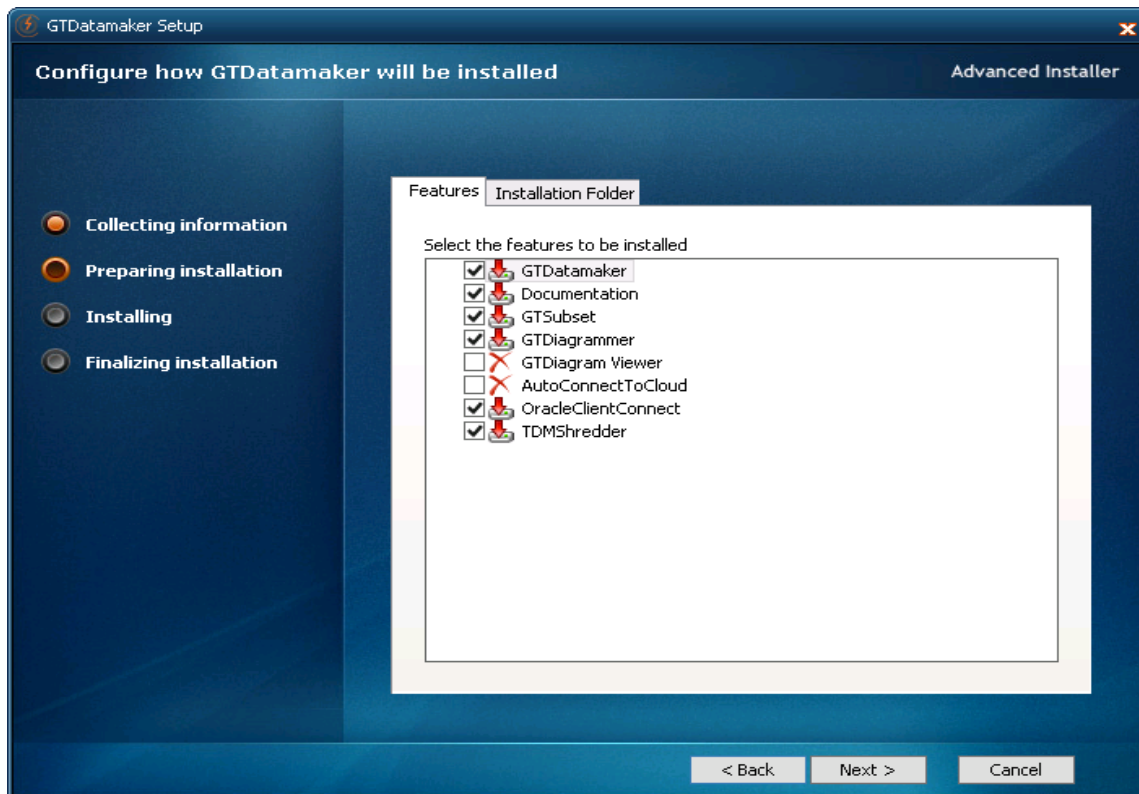 GTDatamaker Setup
Configure how GTDatamaker will be installed
Advanced Installer
Collecting information
Preparing installation
Installing
Finalizing installation
Features
Installation Folder
Select the features to be installed
GTDatamaker
Documentation
GTSubset
GTDiagrammer
GTDiagram Viewer
AutoConnectToCloud
OracleClientConnect
TDMShredder
< Back
Next >
Cancel